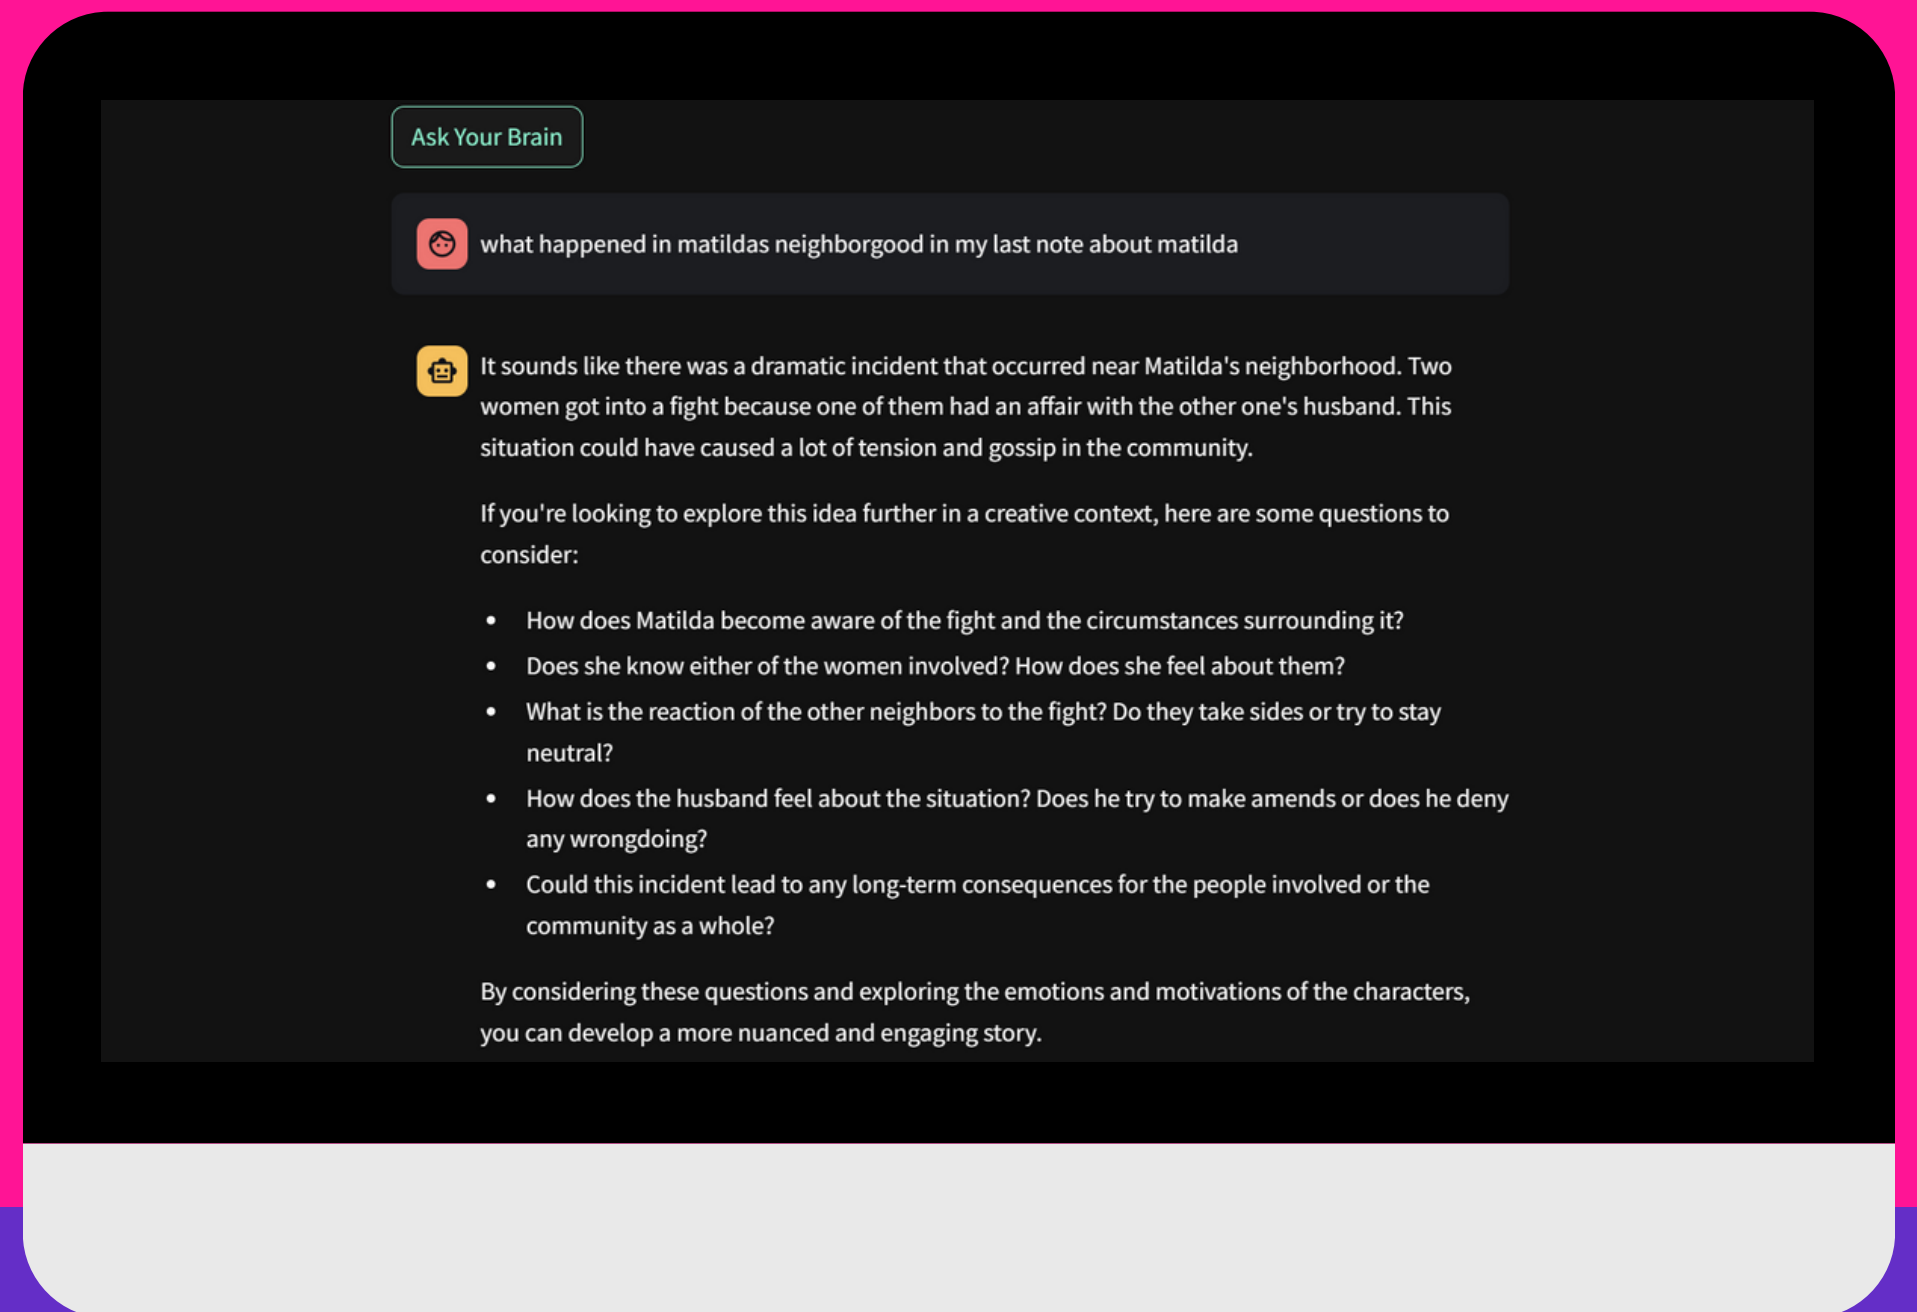 Ask Your Brain
what happened in matildas neighborgood in my last note about matilda
It sounds like there was a dramatic incident that occurred near Matilda's neighborhood. Two
women got into a fight because one of them had an affair with the other one's husband. This
situation could have caused a lot of tension and gossip in the community.
If you're looking to explore this idea further in a creative context, here are some questions to
consider:
• How does Matilda become aware of the fight and the circumstances surrounding it?
• Does she know either of the women involved? How does she feel about them?
• What is the reaction of the other neighbors to the fight? Do they take sides or try to stay
neutral?
• How does the husband feel about the situation? Does he try to make amends or does he deny
any wrongdoing?
• Could this incident lead to any long-term consequences for the people involved or the
community as a whole?
By considering these questions and exploring the emotions and motivations of the characters,
you can develop a more nuanced and engaging story.